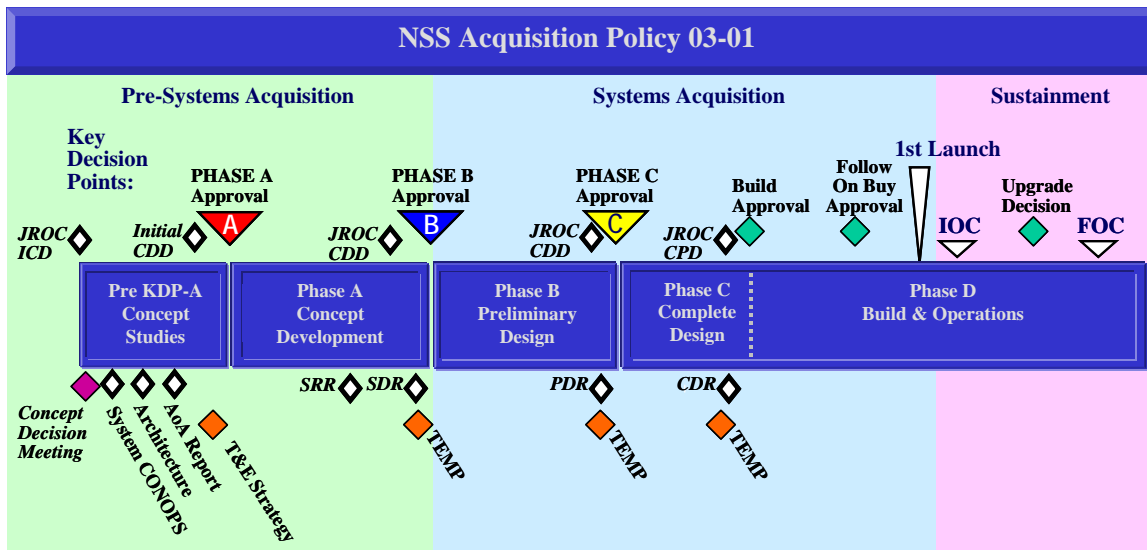 NSS Acquisition Policy 03-01
Pre-Systems Acquisition
Systems Acquisition
Sustainment
Key
Decision
Points:
JROC
ICD
Initial
CDD
PHASE A
Approval
A
JROC
CDD
PHASE B
Approval
B
JROC
CDD
PHASE C
Approval
C
JROC
CPD
Build
Approval
Follow
On Buy
Approval
1st Launch
IOC
Upgrade
Decision
FOC
Pre KDP-A
Concept
Studies
Phase A
Concept
Development
Phase B
Preliminary
Design
Phase C
Complete
Design
Phase D
Build & Operations
Concept
Decision
Meeting
System CONOPS
Architecture
AoA Report
T&E Strategy
SRR
SDR
TEMP
PDR
TEMP
CDR
TEMP